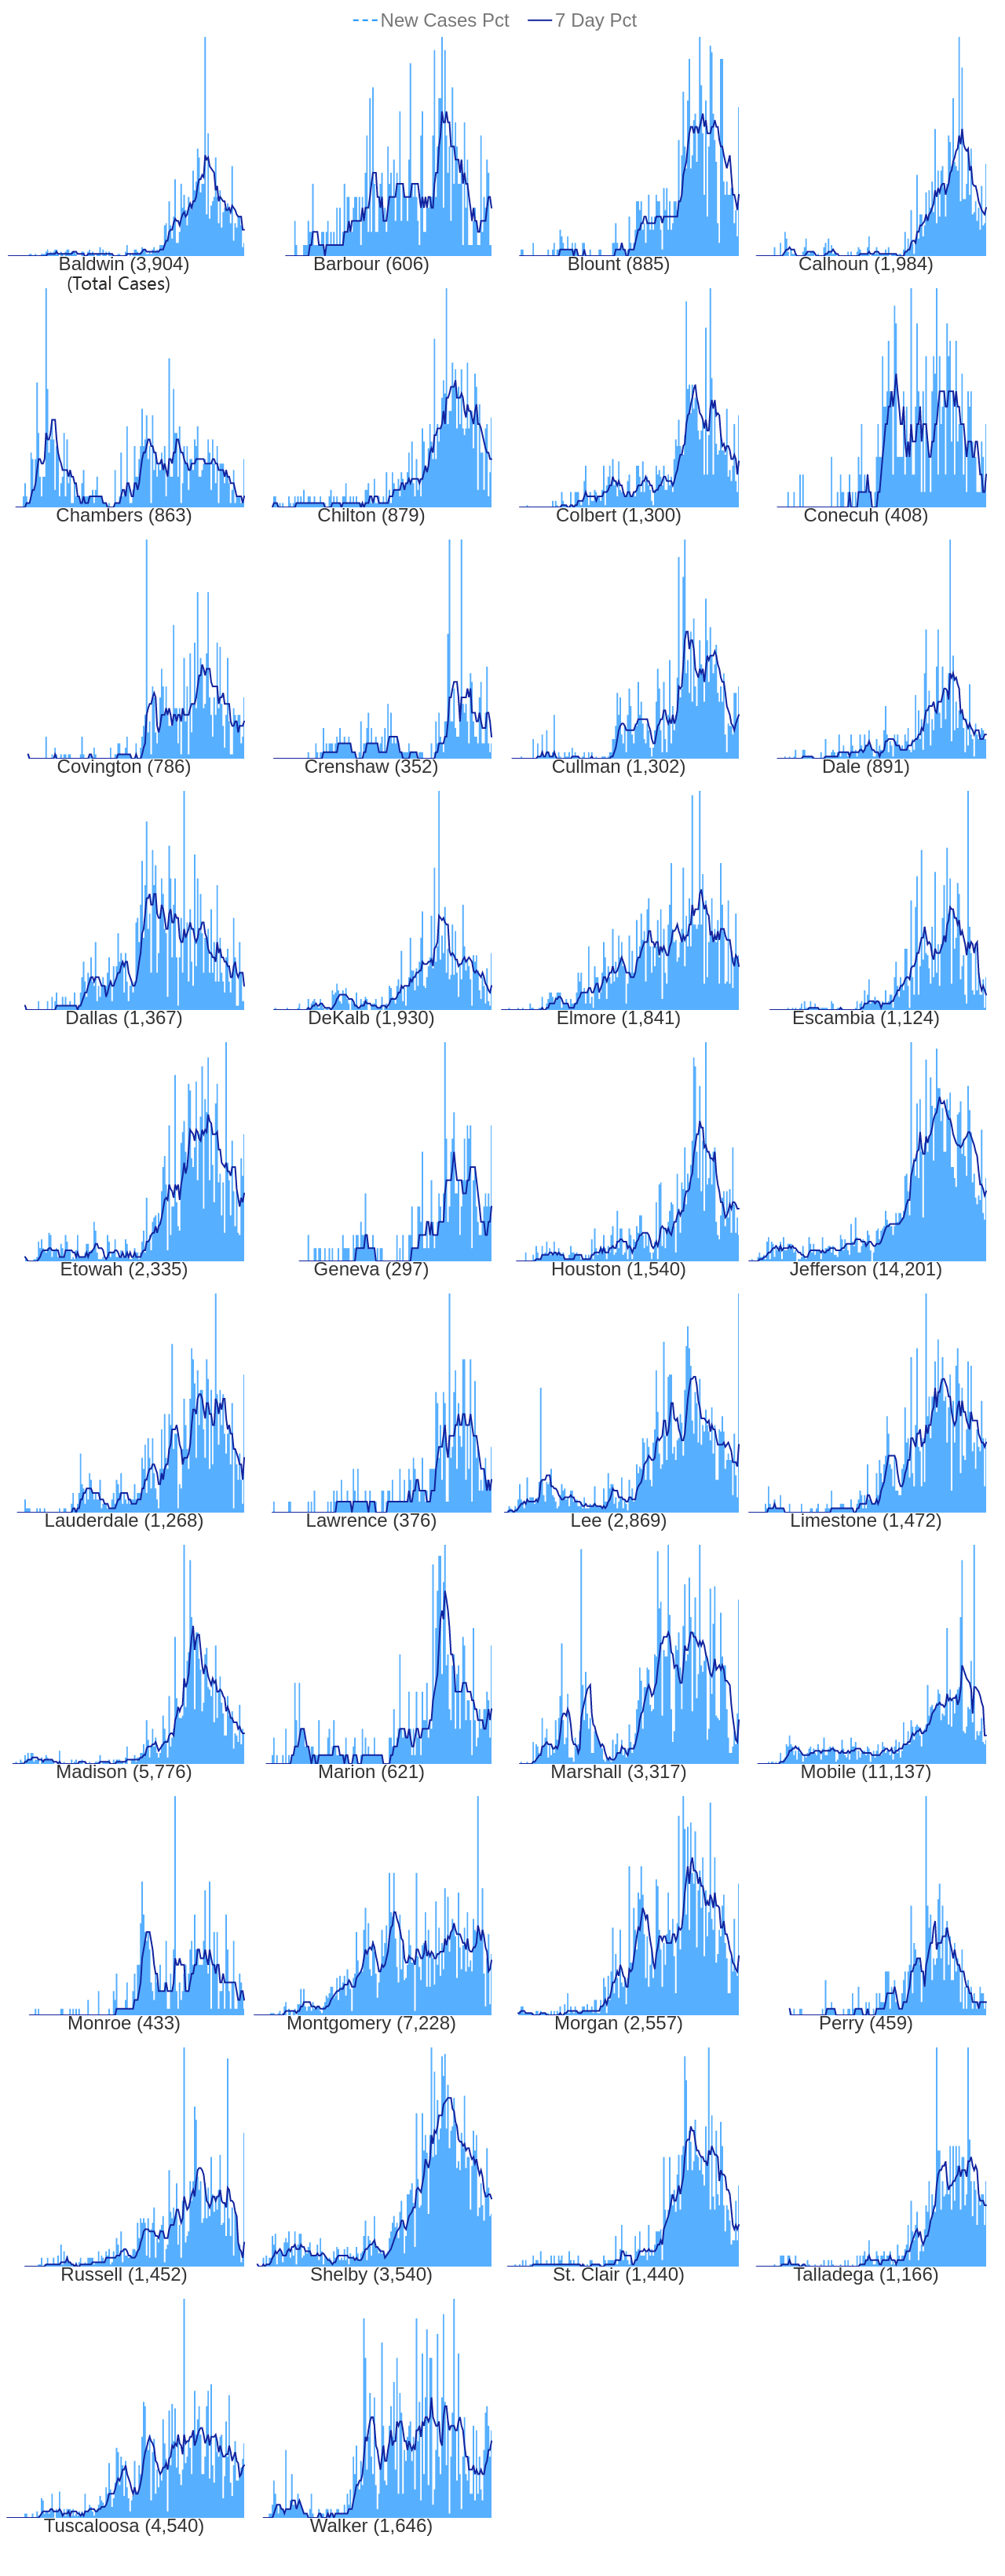 New Cases Pct 7 Day Pct
Baldwin (3,904) Barbour (606) Blount (885) Calhoun (1,984)
(Total Cases)
Chambers (863) Chilton (879) Colbert (1,300) Conecuh (408)
Covington (786) Crenshaw (352) Cullman (1,302) Dale (891)
Dallas (1,367) DeKalb (1,930) Elmore (1,841) Escambia (1,124)
Etowah (2,335) Geneva (297) Houston (1,540) Jefferson (14,201)
Lauderdale (1,268) Lawrence (376) Lee (2,869) Limestone (1,472)
Madison (5,776) Marion (621) Marshall (3,317) Mobile (11,137)
Monroe (433) Montgomery (7,228) Morgan (2,557) Perry (459)
Russell (1,452) Shelby (3,540) St. Clair (1,440) Talladega (1,166)
Tuscaloosa (4,540) Walker (1,646)